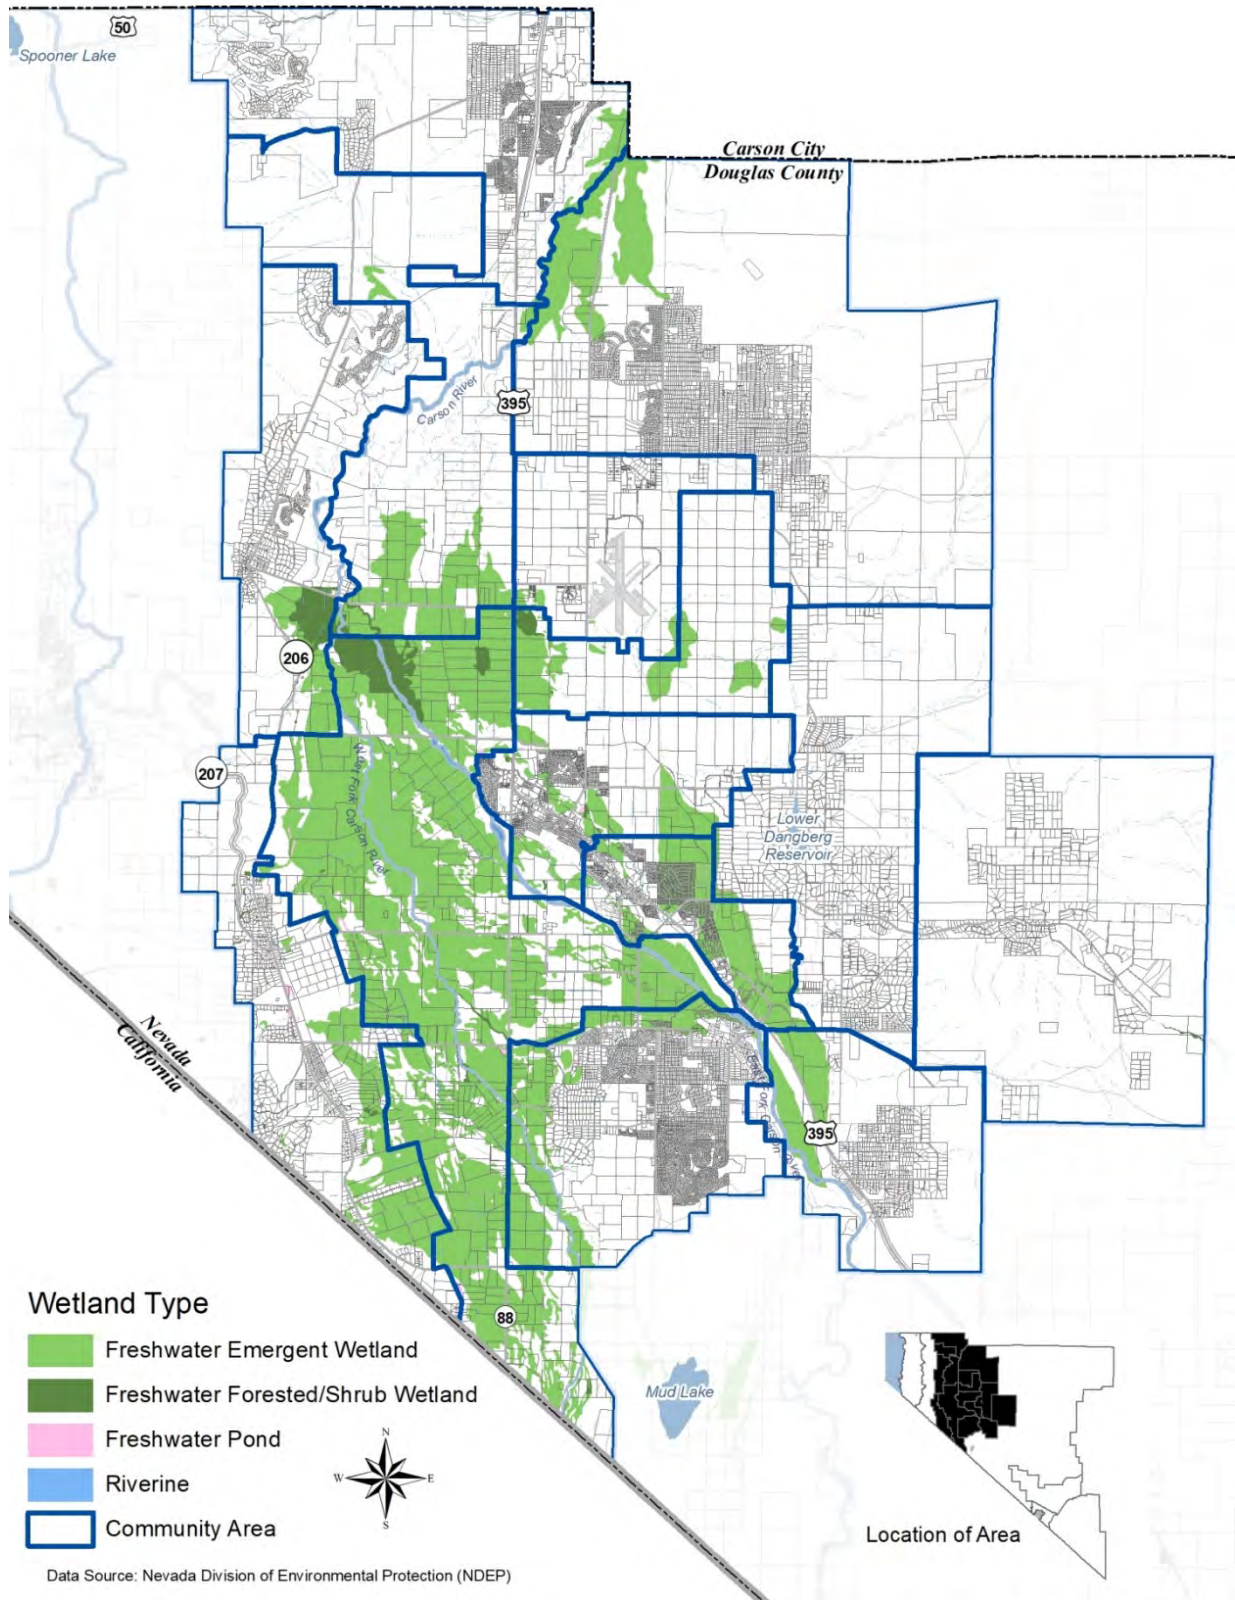 50
Spooner Lake
Carson City
Douglas County
Carson River
395
206
207
West Fork Carson River
Lower
Dangberg
Reservoir
Nevada
California
East Fork Carson River
395
88
Mud Lake
Wetland Type
Freshwater Emergent Wetland
Freshwater Forested/Shrub Wetland
Freshwater Pond
Riverine
Community Area
N
W
E
S
Location of Area
Data Source: Nevada Division of Environmental Protection (NDEP)